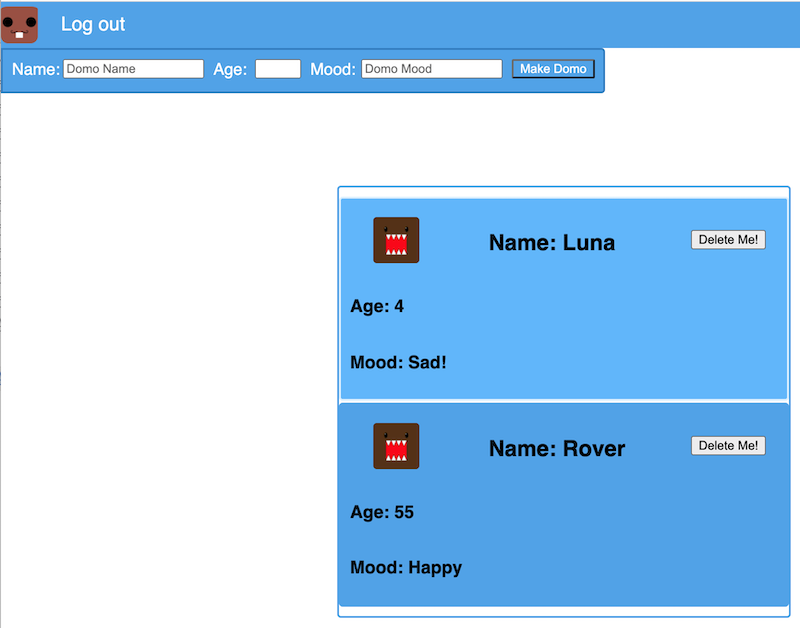 Log out
Name: Domo Name Age: Mood: Domo Mood Make Domo
Name: Luna Delete Me!
Age: 4
Mood: Sad!
Name: Rover Delete Me!
Age: 55
Mood: Happy